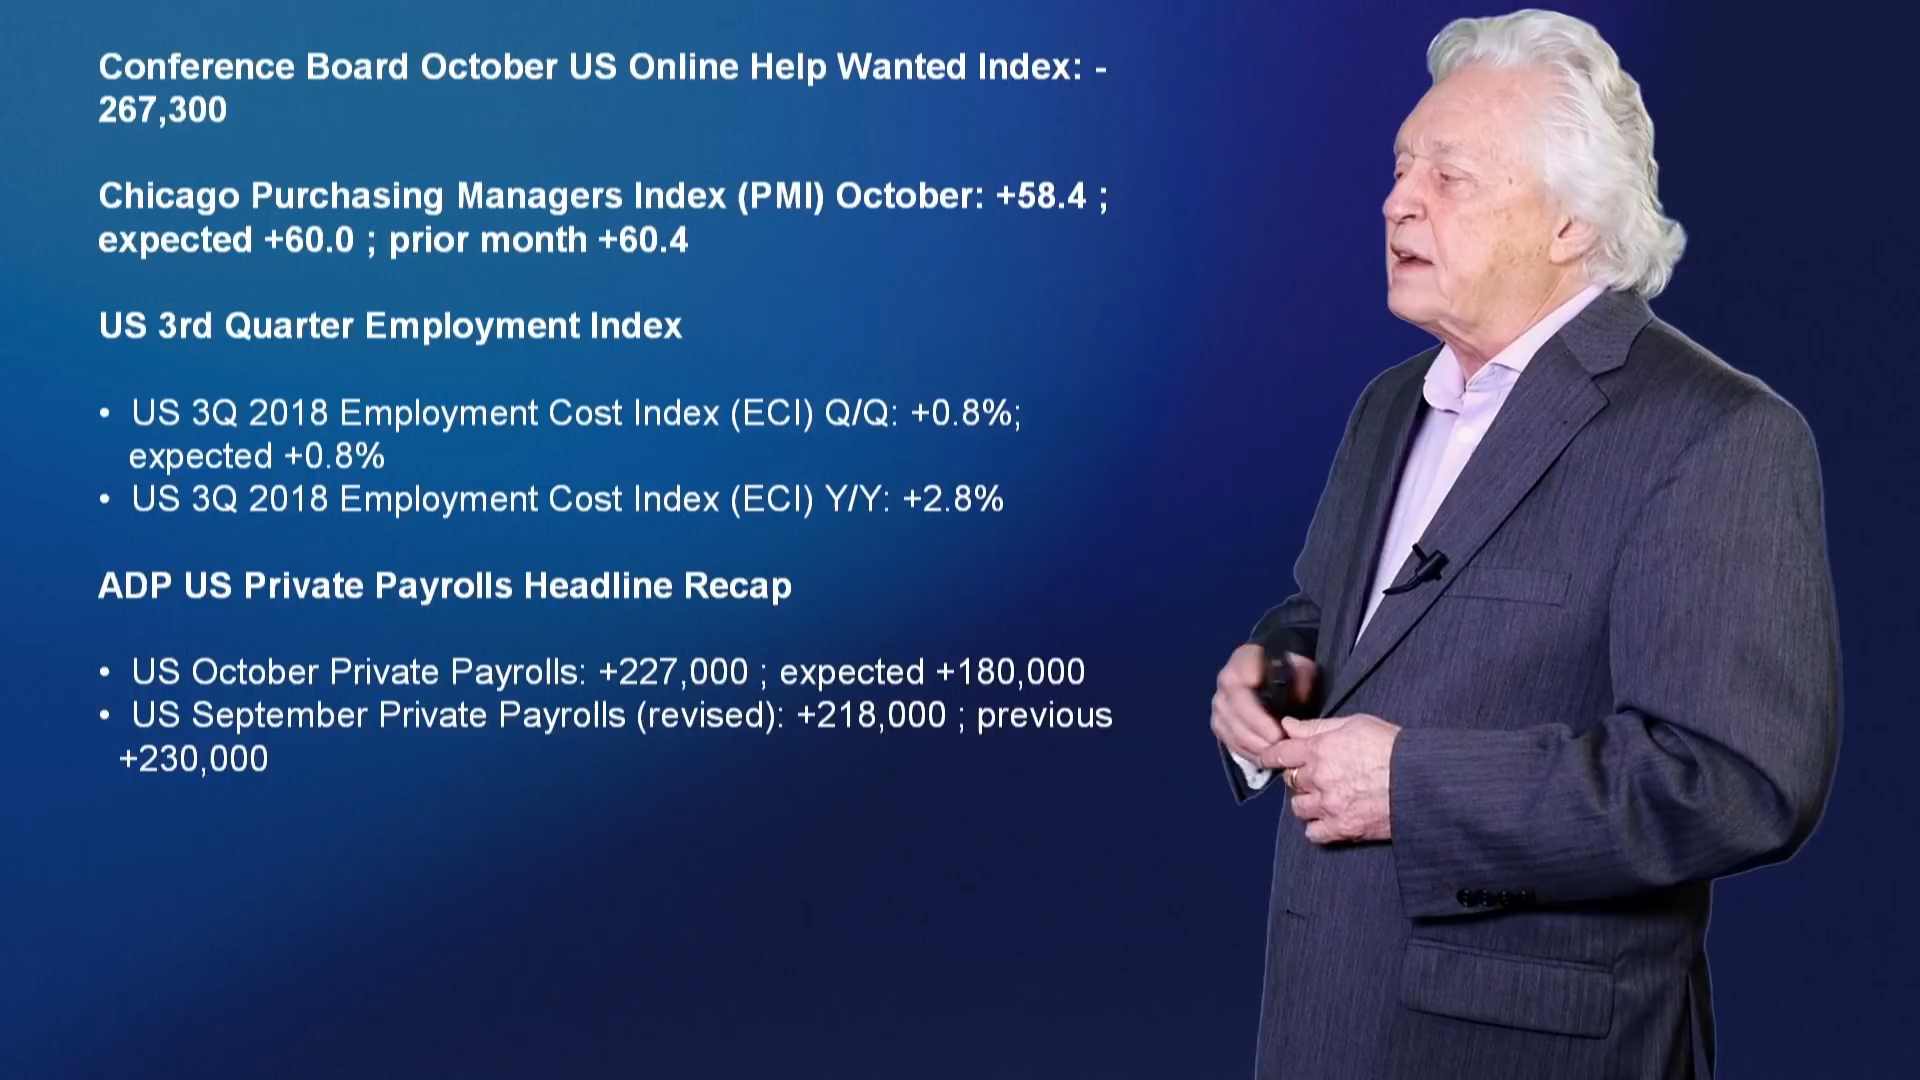 Conference Board October US Online Help Wanted Index: -
267,300
Chicago Purchasing Managers Index (PMI) October: +58.4 ;
expected +60.0 ; prior month +60.4
US 3rd Quarter Employment Index
• US 3Q 2018 Employment Cost Index (ECI) Q/Q: +0.8%;
expected +0.8%
• US 3Q 2018 Employment Cost Index (ECI) Y/Y: +2.8%
ADP US Private Payrolls Headline Recap
• US October Private Payrolls: +227,000 ; expected +180,000
• US September Private Payrolls (revised): +218,000 ; previous
+230,000